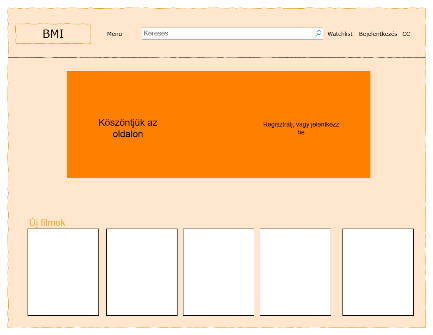 BMI
Menu
Keresés
Watchlist
Bejelentkezés
CC
Köszöntjük az
oldalon
Regisztrálj, vagy jelentkezz
be
Új filmek